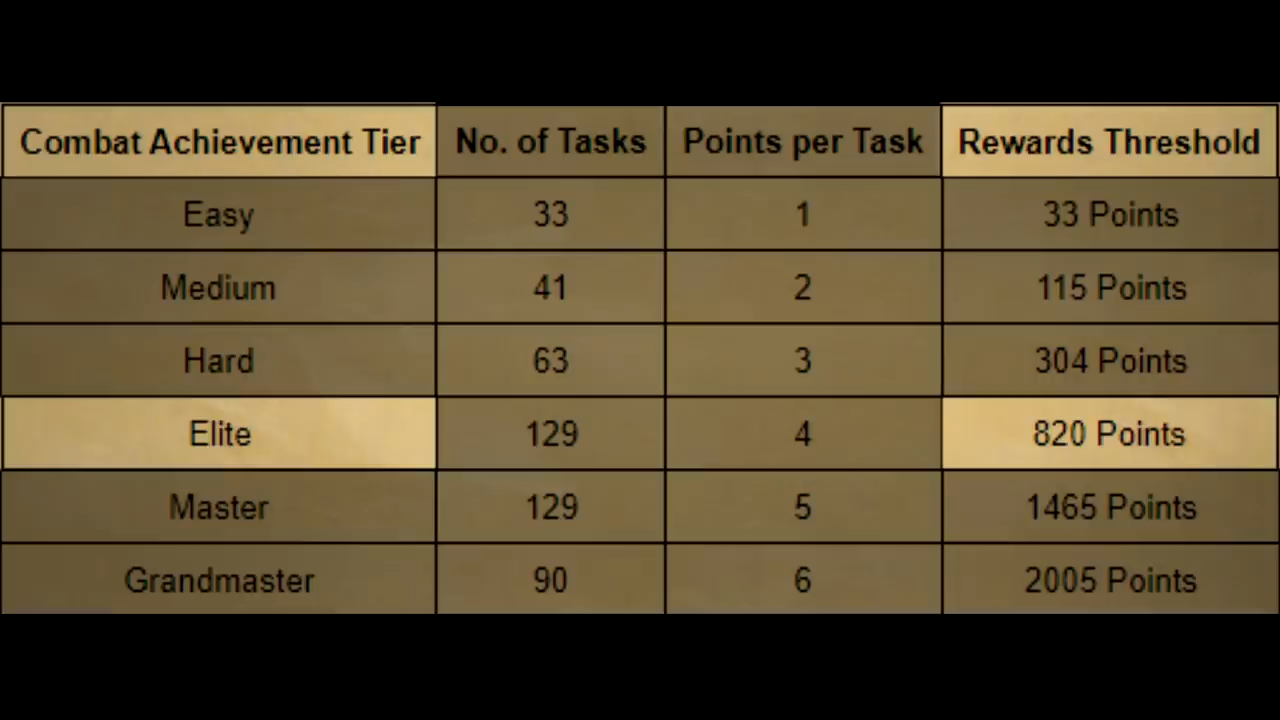 Combat Achievement Tier No. of Tasks Points per Task Rewards Threshold
Easy 33 1 33 Points
Medium 41 2 115 Points
Hard 63 3 304 Points
Elite 129 4 820 Points
Master 129 5 1465 Points
Grandmaster 90 6 2005 Points